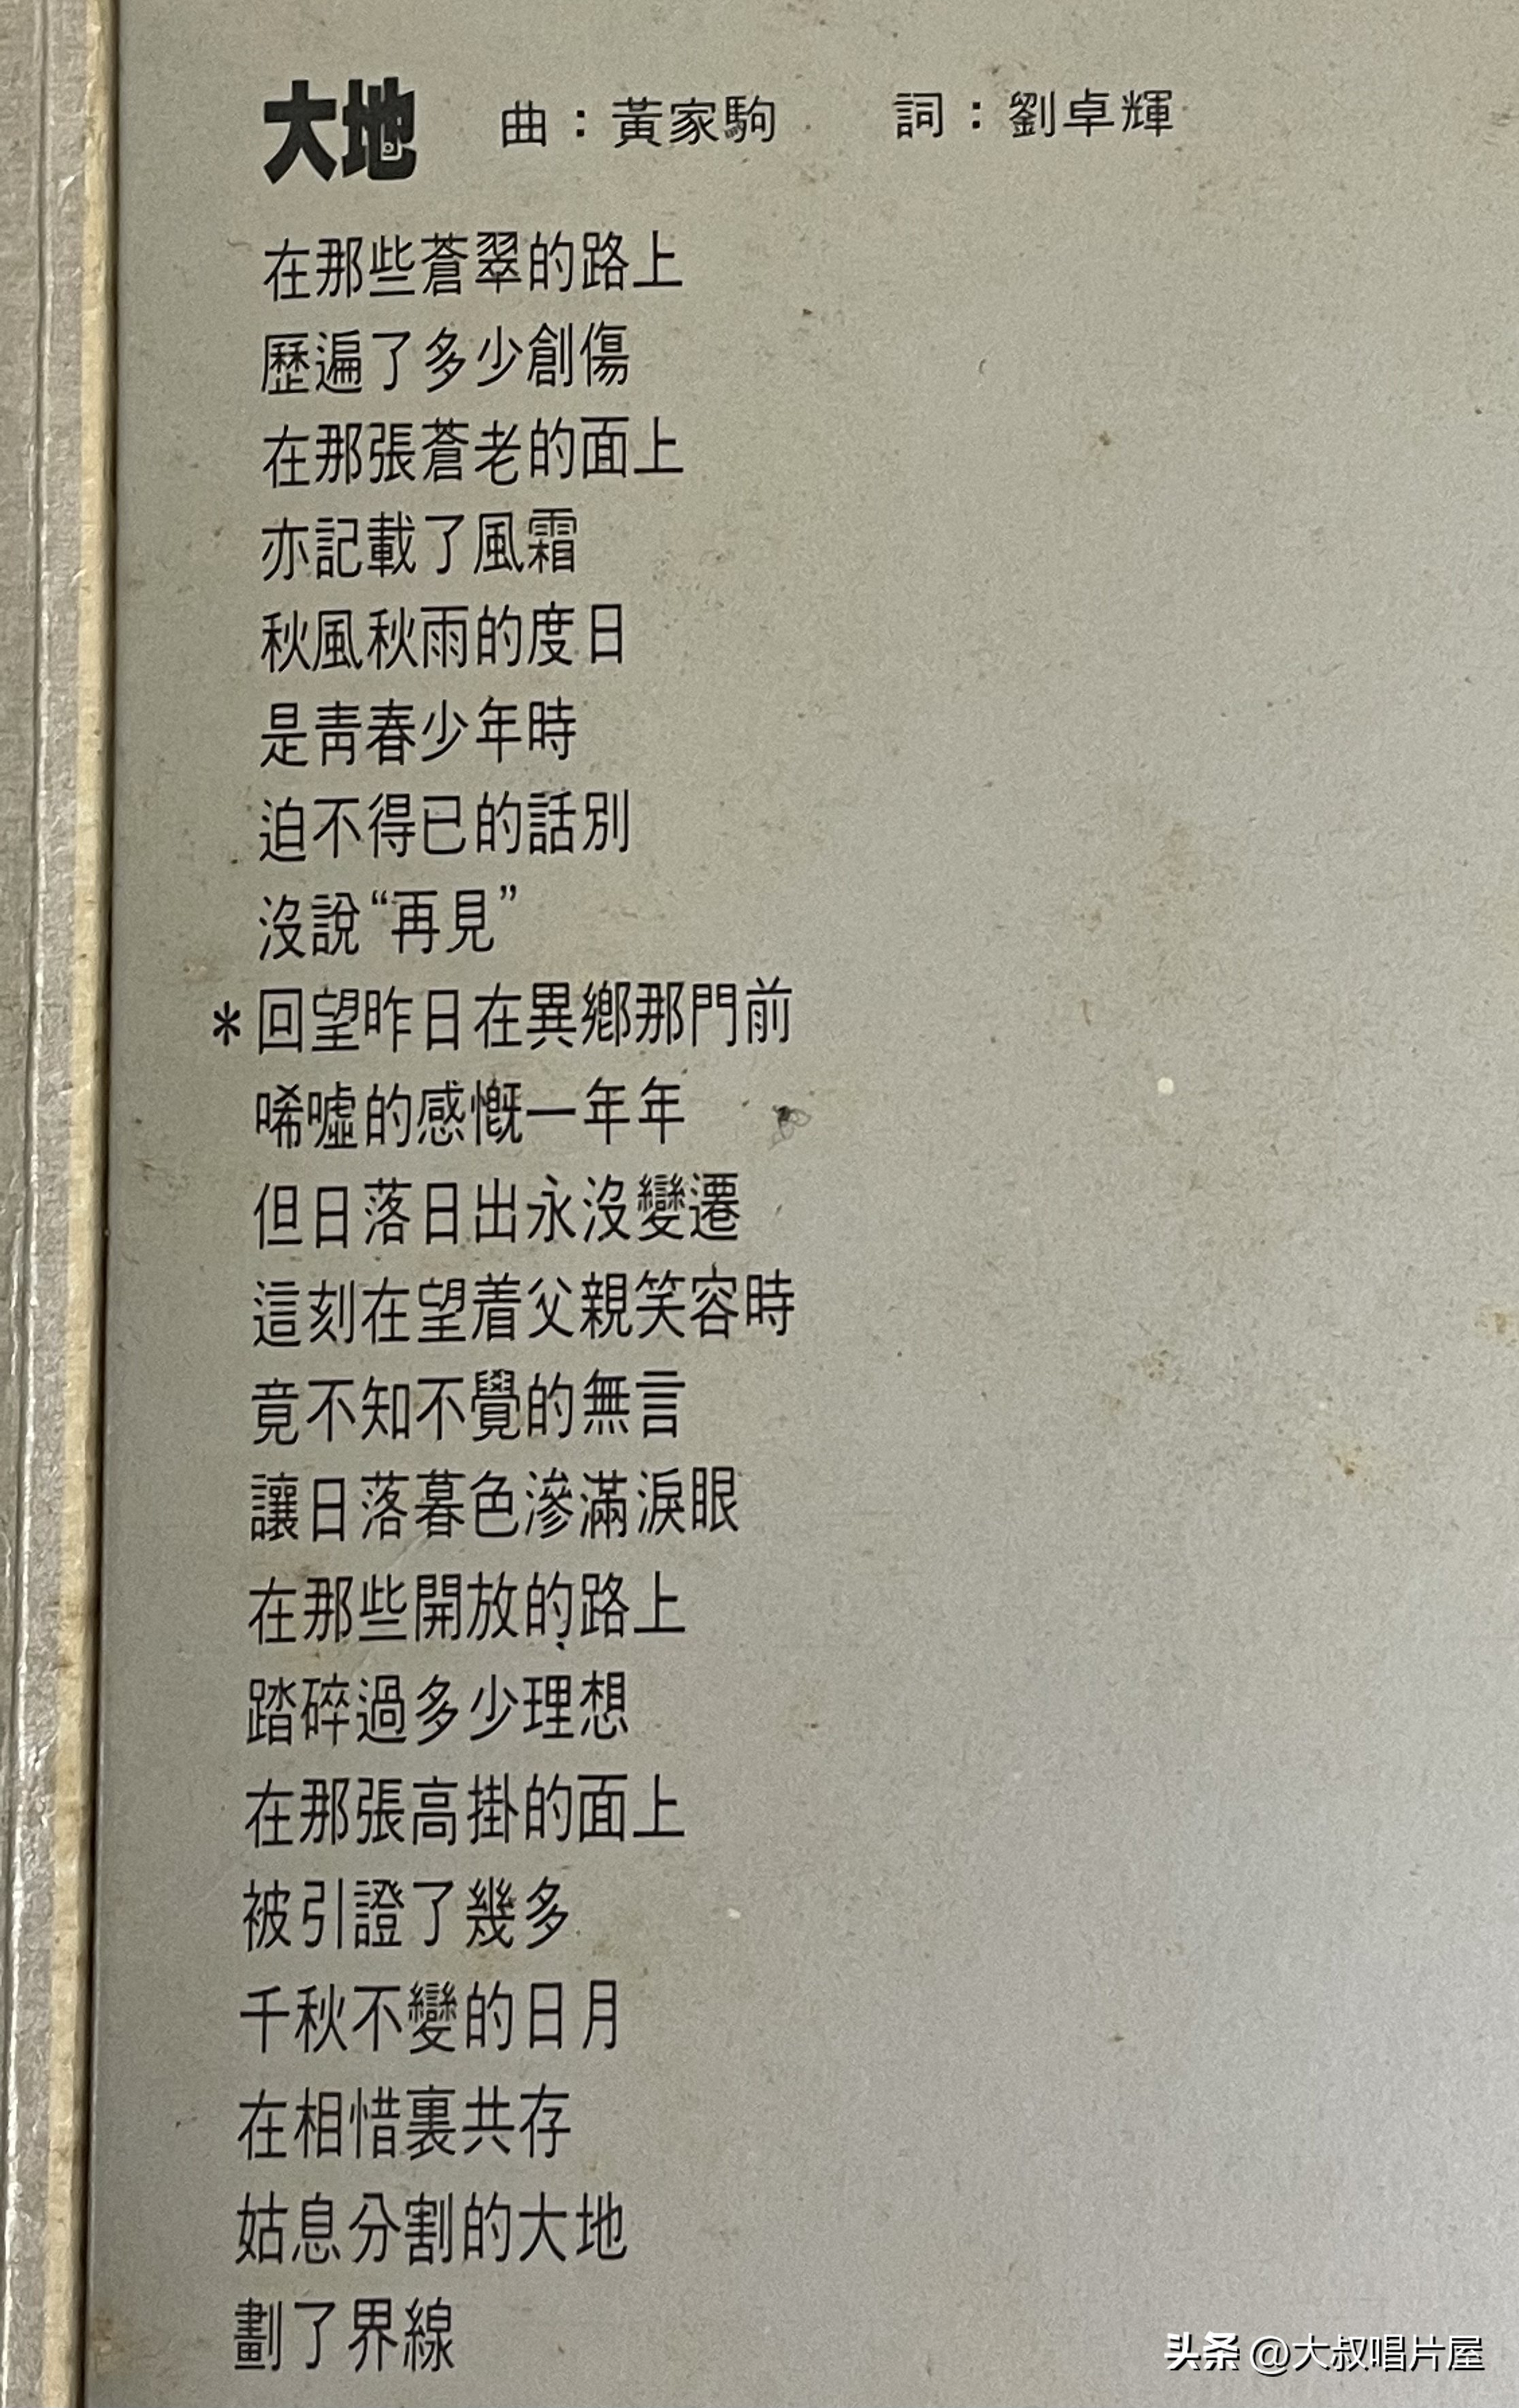 大地 曲：黃家駒 詞：劉卓輝
在那些蒼翠的路上
歷遍了多少創傷
在那張蒼老的面上
亦記載了風霜
秋風秋雨的度日
是靑春少年時
迫不得已的話別
沒說“再見”
*回望昨日在異鄉那門前
唏噓的感慨一年年
但日落日出永沒變遷
這刻在望着父親笑容時
竟不知不覺的無言
讓日落暮色滲滿淚眼
在那些開放的路上
踏碎過多少理想
在那張高掛的面上
被引證了幾多
千秋不變的日月
在相惜裏共存
姑息分割的大地
劃了界線
头条 @大叔唱片屋